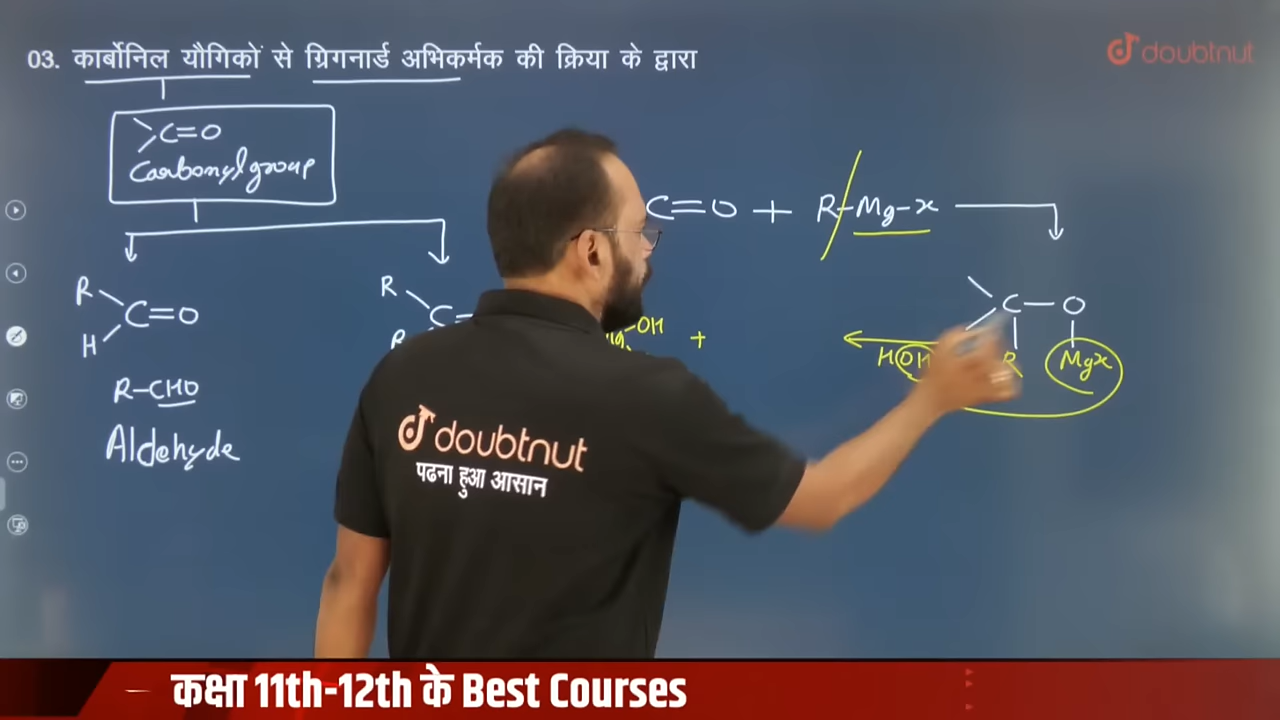 03. कार्बोनिल यौगिकों से ग्रिगनार्ड अभिकर्मक की क्रिया के द्वारा
doubtnut
C=O
Carbonyl group
C=O + R-Mg-x
R
H
C=O
R-CHO
Aldehyde
R
C=
-OH +
HOH
C-O
R
Mgx
doubtnut
पढना हुआ आसान
कक्षा 11th-12th के Best Courses